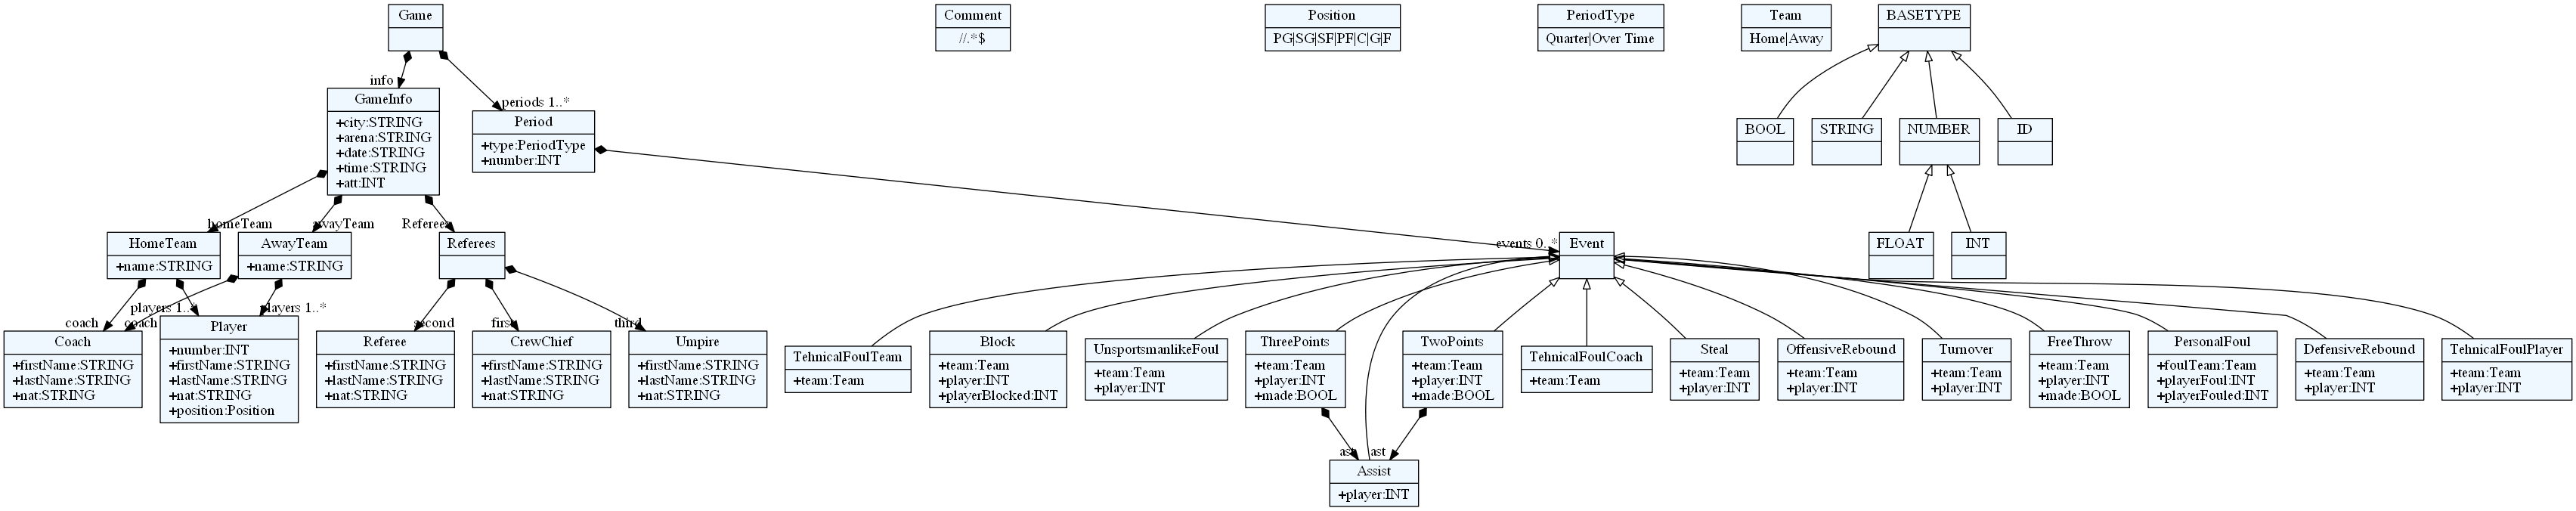 Game
Comment
//.*$
Position
PG|SG|SF|PF|C|G|F
PeriodType
Quarter|Over Time
Team
Home|Away
BASETYPE
info
periods 1..*
GameInfo
+city:STRING
+arena:STRING
+date:STRING
+time:STRING
+att:INT
Period
+type:PeriodType
+number:INT
BOOL
STRING
NUMBER
ID
homeTeam
awayTeam
Referees
HomeTeam
+name:STRING
AwayTeam
+name:STRING
Referees
events 0..*
Event
FLOAT
INT
coach
players 1..*
coach
players 1..*
second
first
third
Coach
+firstName:STRING
+lastName:STRING
+nat:STRING
Player
+number:INT
+firstName:STRING
+lastName:STRING
+nat:STRING
+position:Position
Referee
+firstName:STRING
+lastName:STRING
+nat:STRING
CrewChief
+firstName:STRING
+lastName:STRING
+nat:STRING
Umpire
+firstName:STRING
+lastName:STRING
+nat:STRING
TehnicalFoulTeam
+team:Team
Block
+team:Team
+player:INT
+playerBlocked:INT
UnsportsmanlikeFoul
+team:Team
+player:INT
ThreePoints
+team:Team
+player:INT
+made:BOOL
TwoPoints
+team:Team
+player:INT
+made:BOOL
TehnicalFoulCoach
+team:Team
Steal
+team:Team
+player:INT
OffensiveRebound
+team:Team
+player:INT
Turnover
+team:Team
+player:INT
FreeThrow
+team:Team
+player:INT
+made:BOOL
PersonalFoul
+foulTeam:Team
+playerFoul:INT
+playerFouled:INT
DefensiveRebound
+team:Team
+player:INT
TehnicalFoulPlayer
+team:Team
+player:INT
ast
ast
Assist
+player:INT